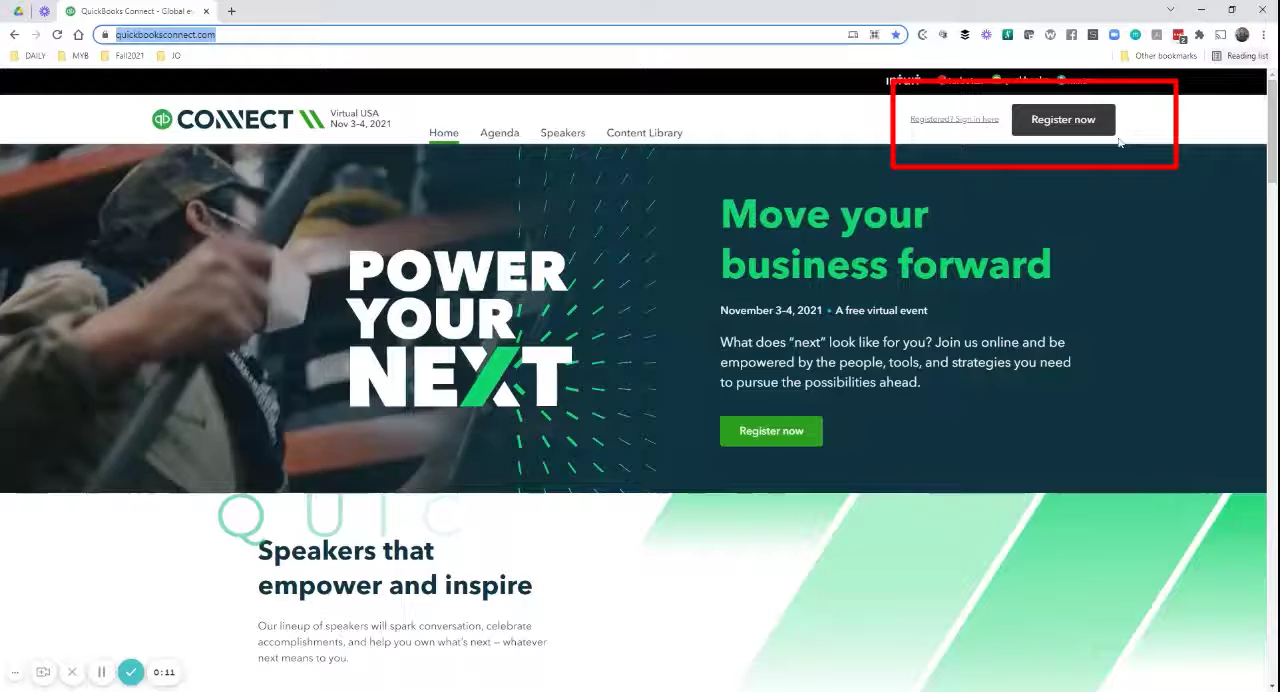 QuickBooks Connect - Global e
quickbooksconnect.com
DAILY
MYB
Fall2021
JO
Other bookmarks
Reading list
qb CONNECT
Virtual USA
Nov 3-4, 2021
Home
Agenda
Speakers
Content Library
Registered? Sign in here
Register now
POWER
YOUR
NEXT
Move your
business forward
November 3-4, 2021 • A free virtual event
What does “next” look like for you? Join us online and be
empowered by the people, tools, and strategies you need
to pursue the possibilities ahead.
Register now
QUIC
Speakers that
empower and inspire
Our lineup of speakers will spark conversation, celebrate
accomplishments, and help you own what's next — whatever
next means to you.
0:11